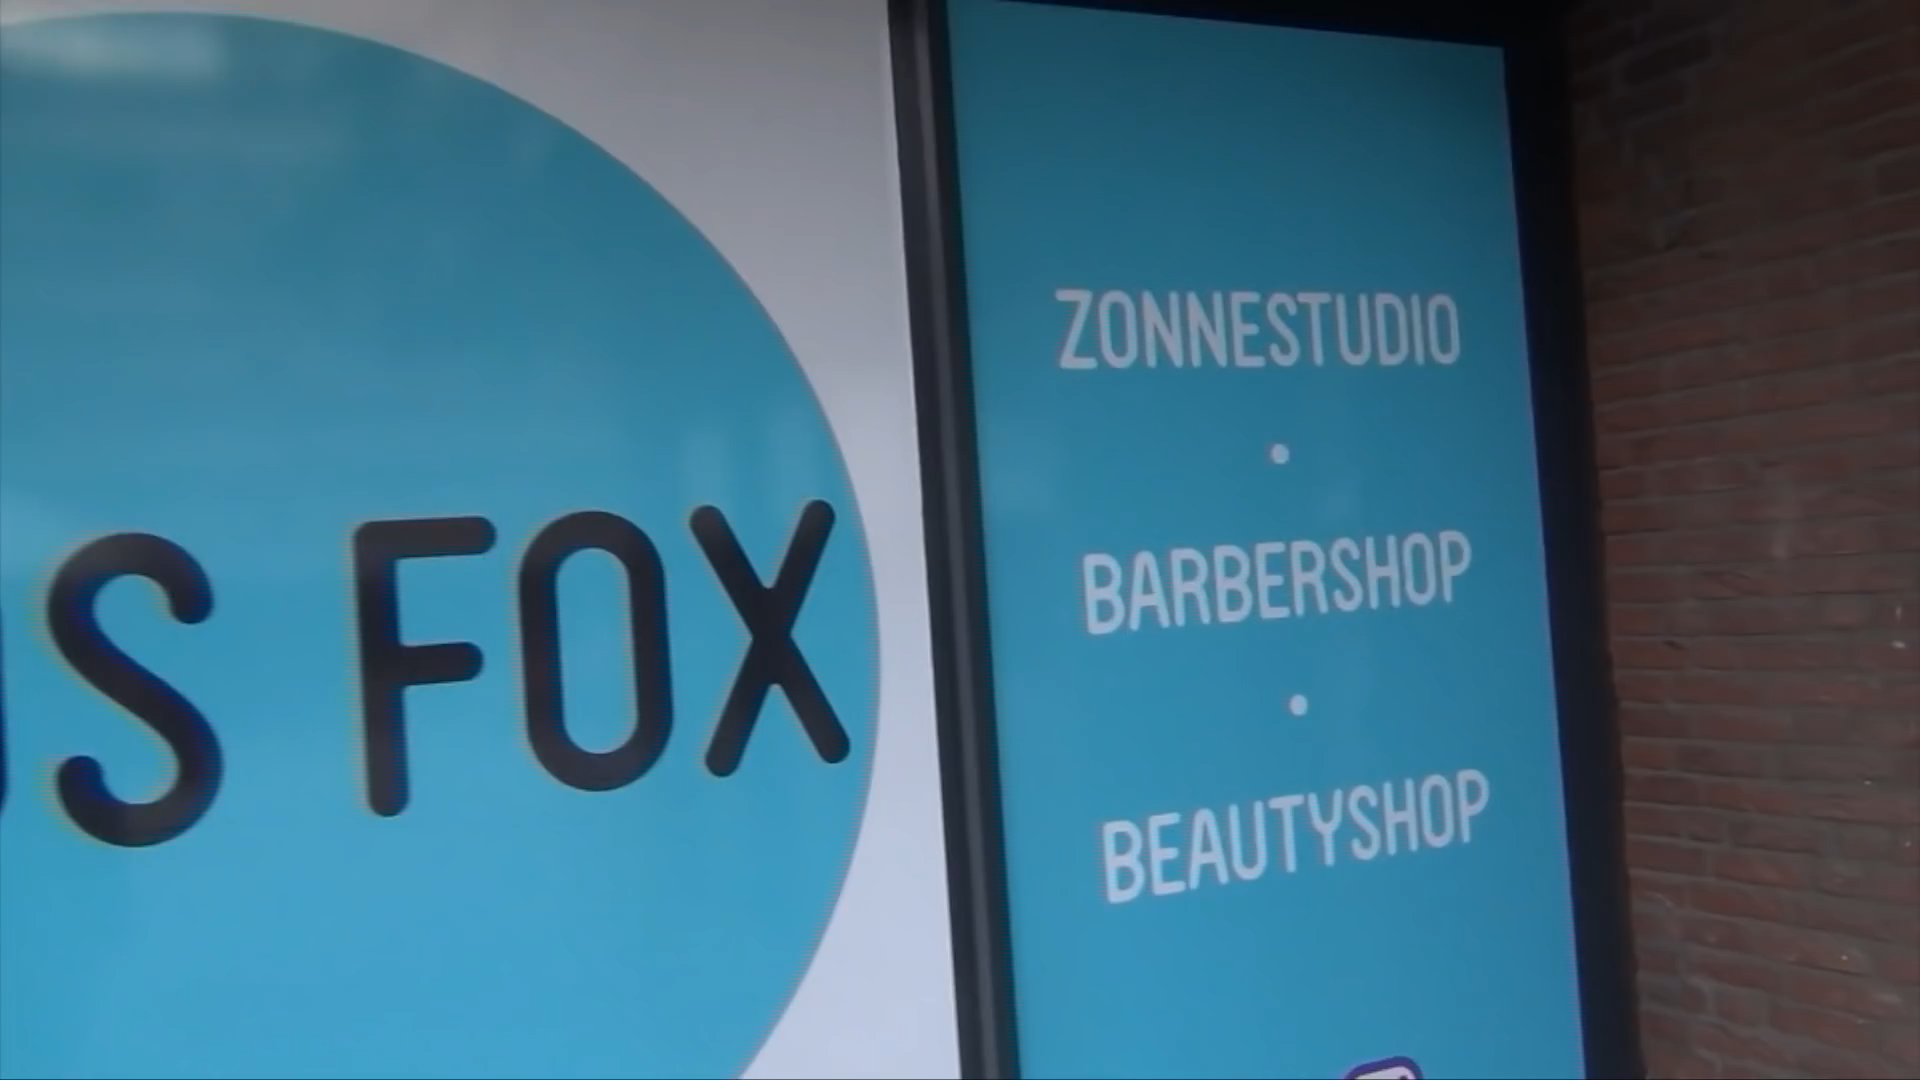 S FOX
ZONNESTUDIO
•
BARBERSHOP
•
BEAUTYSHOP